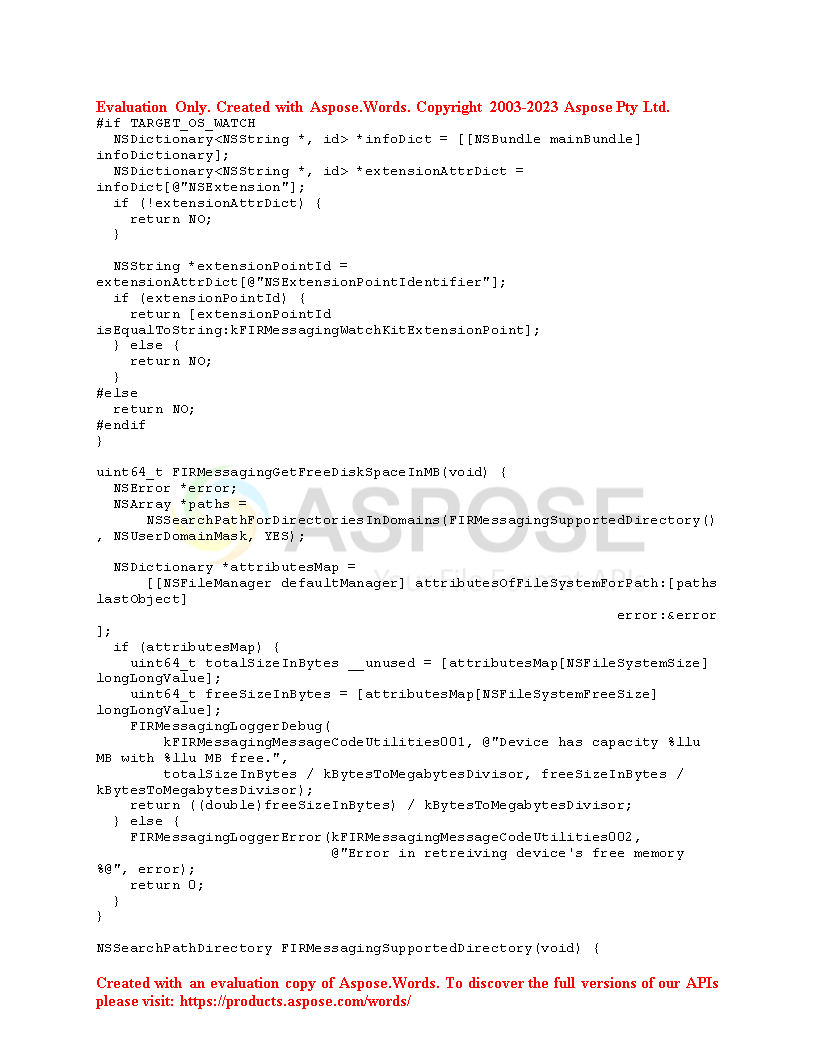 Evaluation Only. Created with Aspose.Words. Copyright 2003-2023 Aspose Pty Ltd.
#if TARGET_OS_WATCH
  NSDictionary<NSString *, id> *infoDict = [[NSBundle mainBundle]
infoDictionary];
  NSDictionary<NSString *, id> *extensionAttrDict =
infoDict[@"NSExtension"];
  if (!extensionAttrDict) {
    return NO;
  }

  NSString *extensionPointId =
extensionAttrDict[@"NSExtensionPointIdentifier"];
  if (extensionPointId) {
    return [extensionPointId
isEqualToString:kFIRMessagingWatchKitExtensionPoint];
  } else {
    return NO;
  }
#else
  return NO;
#endif
}

uint64_t FIRMessagingGetFreeDiskSpaceInMB(void) {
  NSError *error;
  NSArray *paths =
      NSSearchPathForDirectoriesInDomains(FIRMessagingSupportedDirectory()
, NSUserDomainMask, YES);
ASPOSE

  NSDictionary *attributesMap =
      [[NSFileManager defaultManager] attributesOfFileSystemForPath:[paths
Your File Format APIs
lastObject]
                                                              error:&error
];
  if (attributesMap) {
    uint64_t totalSizeInBytes __unused = [attributesMap[NSFileSystemSize]
longLongValue];
    uint64_t freeSizeInBytes = [attributesMap[NSFileSystemFreeSize]
longLongValue];
    FIRMessagingLoggerDebug(
        kFIRMessagingMessageCodeUtilities001, @"Device has capacity %llu
MB with %llu MB free.",
        totalSizeInBytes / kBytesToMegabytesDivisor, freeSizeInBytes /
kBytesToMegabytesDivisor);
    return ((double)freeSizeInBytes) / kBytesToMegabytesDivisor;
  } else {
    FIRMessagingLoggerError(kFIRMessagingMessageCodeUtilities002,
                            @"Error in retreiving device's free memory
%@", error);
    return 0;
  }
}

NSSearchPathDirectory FIRMessagingSupportedDirectory(void) {

Created with an evaluation copy of Aspose.Words. To discover the full versions of our APIs
please visit: https://products.aspose.com/words/